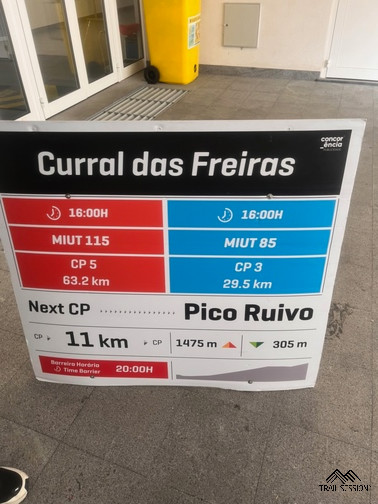 concor
ência
Curral das Freiras
16:00H
16:00H
MIUT 115
MIUT 85
CP 5
63.2 km
CP 3
29.5 km
Next CP
Pico Ruivo
CP
11 km
CP
1475 m
305 m
Barreira Horária
Time Barrier
20:00H
TRAIL SESSION